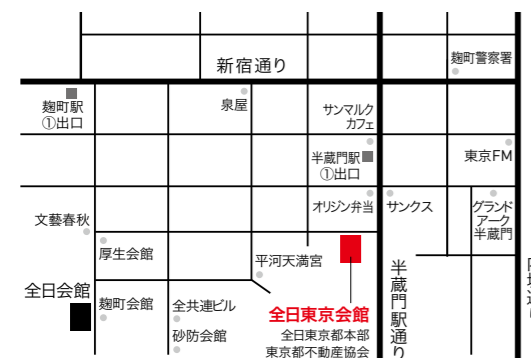 新宿通り
麹町警察署
麹町駅
①出口
泉屋
サンマルク
カフェ
半蔵門駅
①出口
東京FM
オリジン弁当
サンクス
グランド
アーク
半蔵門
文藝春秋
厚生会館
平河天満宮
半蔵門駅通り
全日会館
麹町会館
全共連ビル
砂防会館
全日東京会館
全日東京都本部
東京都不動産協会